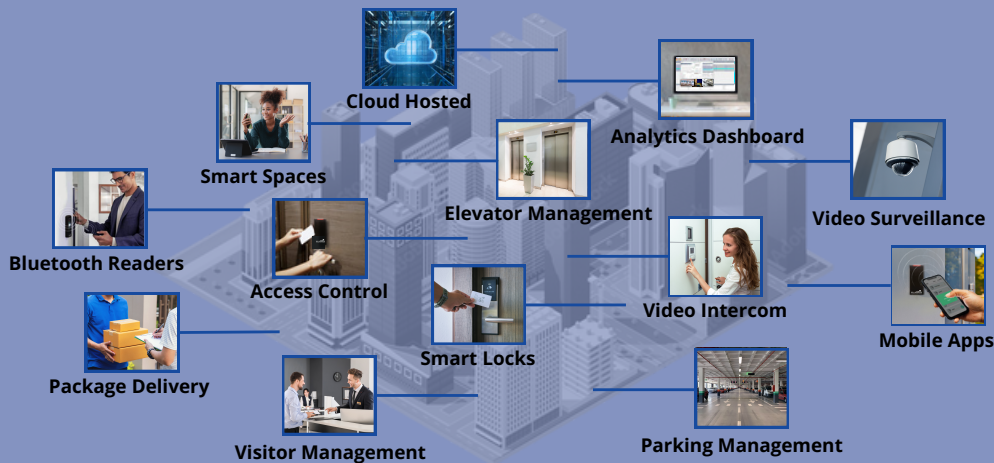 Cloud Hosted
Analytics Dashboard
Smart Spaces
Elevator Management
Video Surveillance
Bluetooth Readers
Access Control
Video Intercom
Mobile Apps
Smart Locks
Package Delivery
Visitor Management
Parking Management